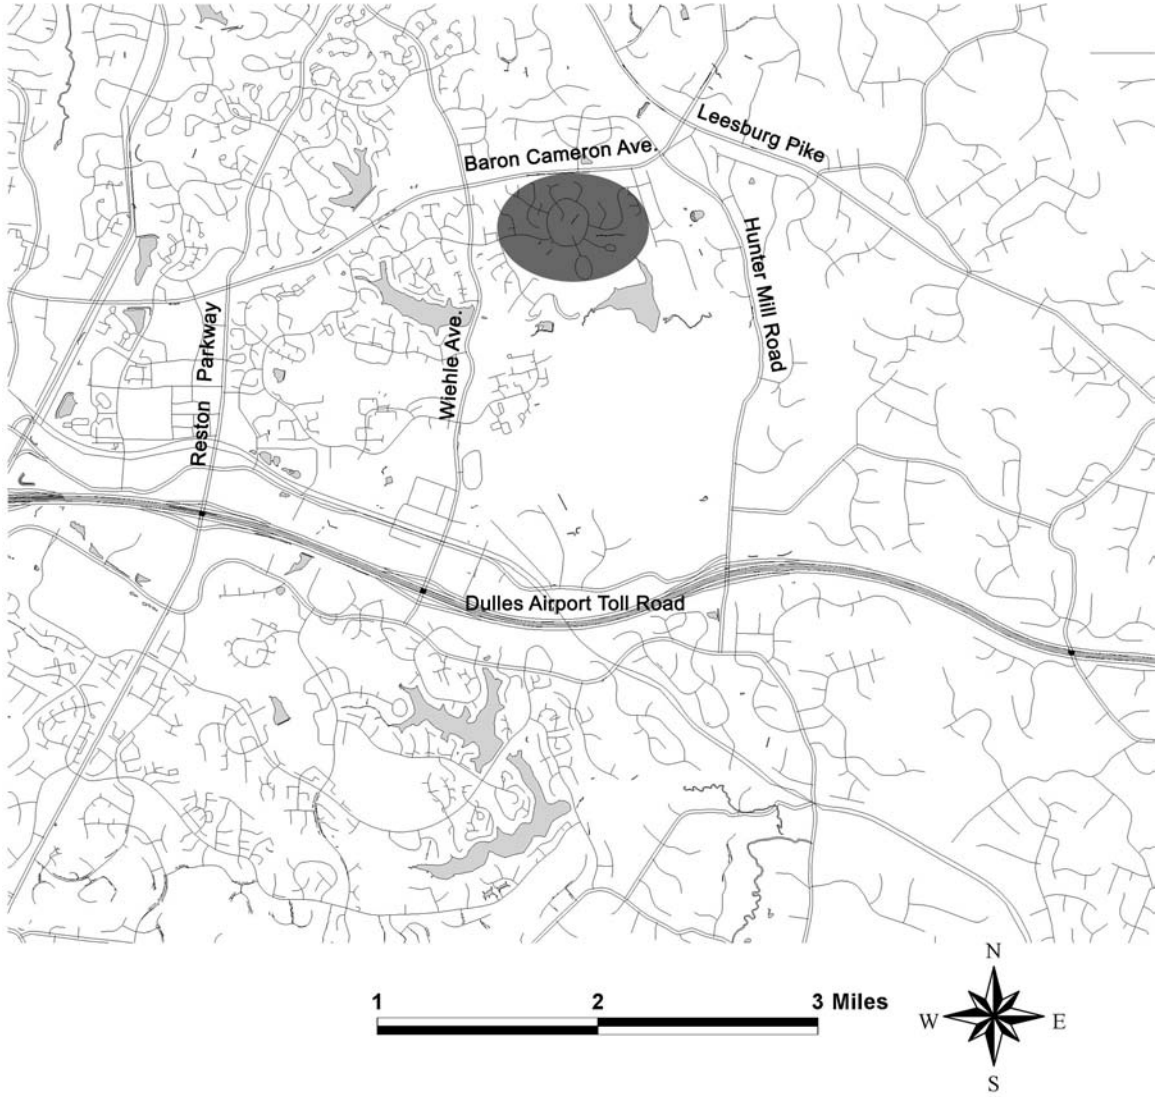 Leesburg Pike
Baron Cameron Ave.
Hunter Mill Road
Reston Parkway
Wiehle Ave.
Dulles Airport Toll Road
1 2 3 Miles
N
W E
S